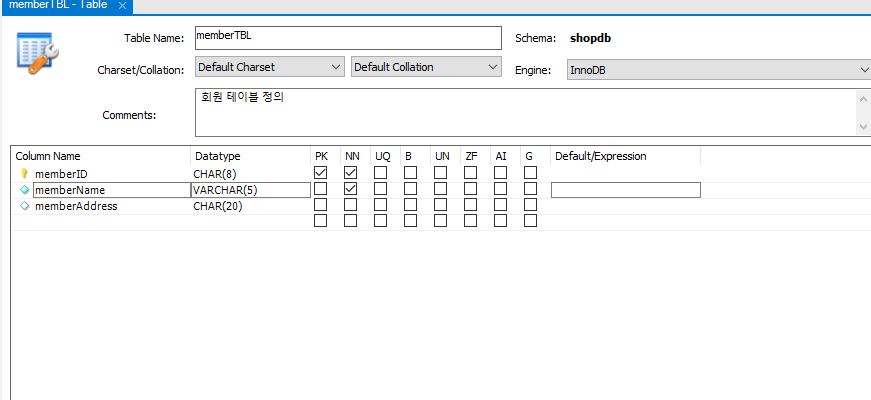 memberTBL - Table ×
Table Name: memberTBL Schema: shopdb
Charset/Collation: Default Charset Default Collation Engine: InnoDB
Comments: 회원 테이블 정의
Column Name Datatype PK NN UQ B UN ZF AI G Default/Expression
memberID CHAR(8)
memberName VARCHAR(5)
memberAddress CHAR(20)